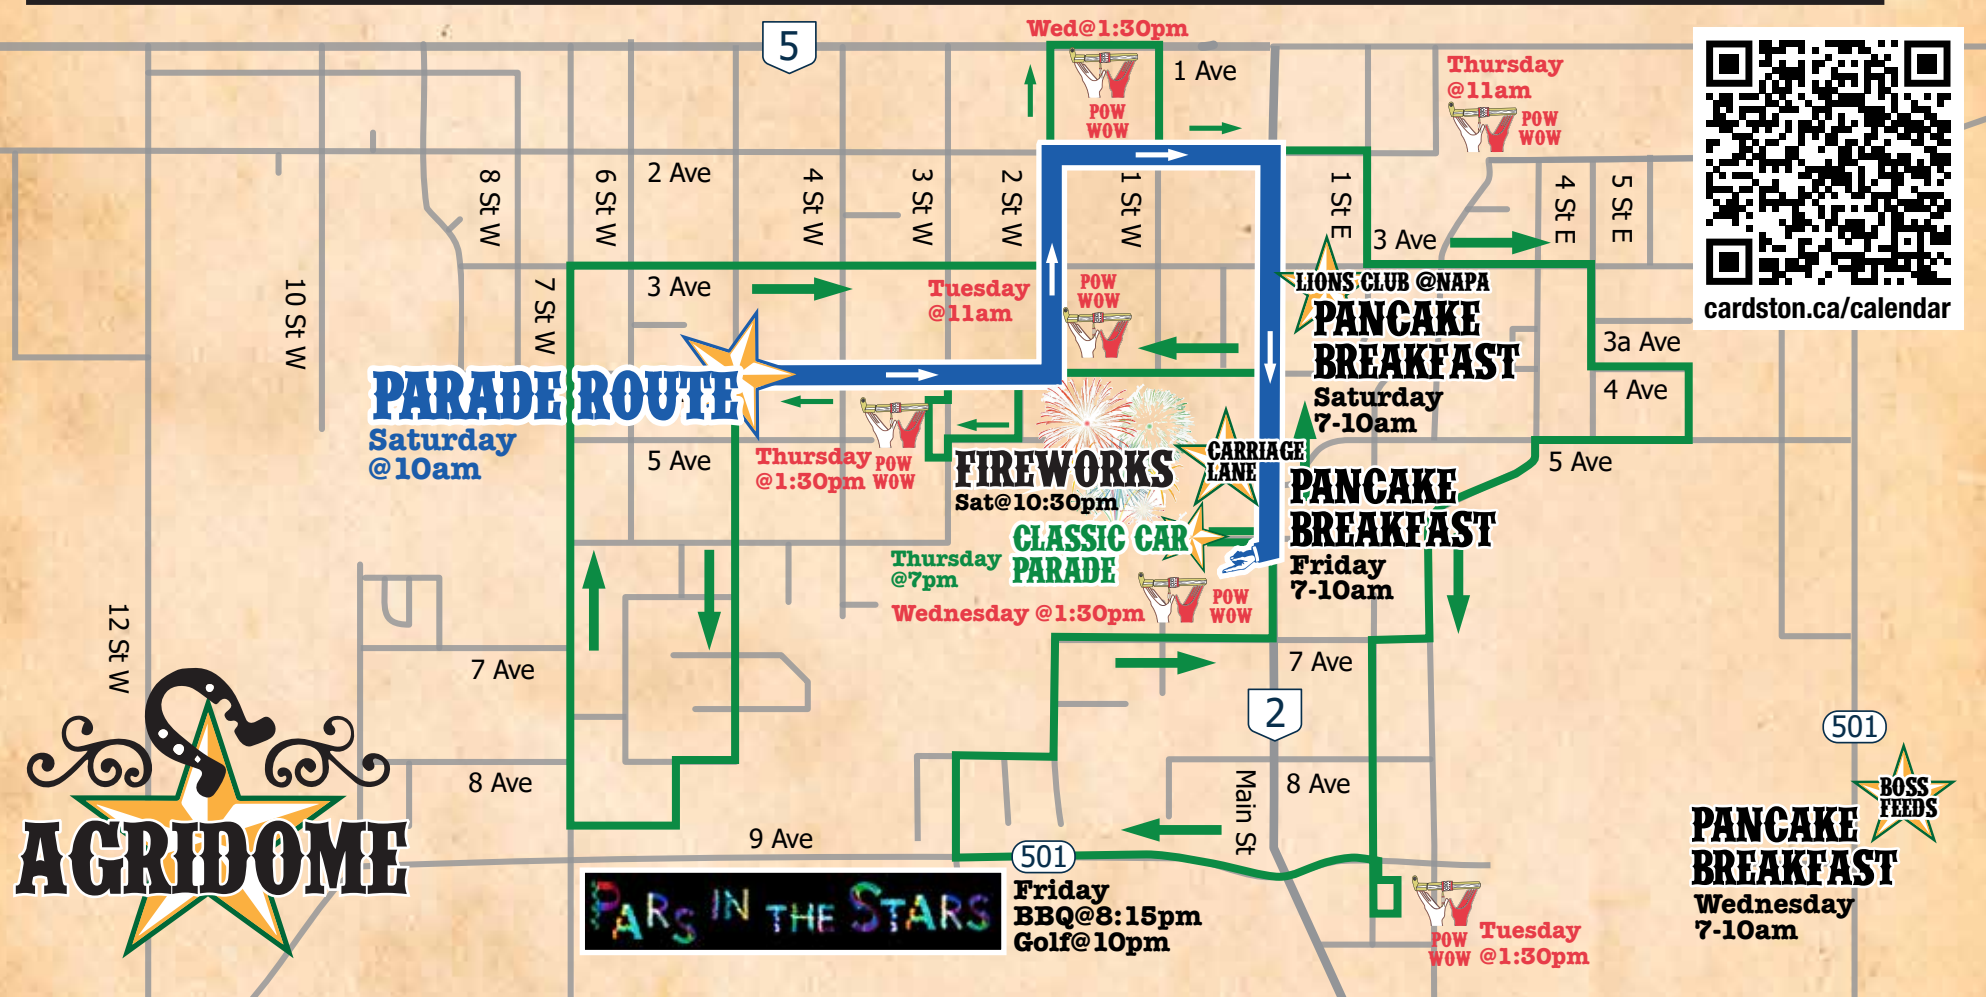 5
Wed@1:30pm
1 Ave
POW
WOW
Thursday
@11am
POW
WOW
cardston.ca/calendar
2 Ave
8 St W
6 St W
4 St W
3 St W
2 St W
1 St W
1 St E
4 St E
5 St E
3 Ave
10 St W
7 St W
3 Ave
Tuesday
@11am
POW
WOW
LIONS CLUB @NAPA
PANCAKE
BREAKFAST
Saturday
7-10am
3a Ave
4 Ave
PARADE ROUTE
Saturday
@10am
5 Ave
Thursday
@1:30pm
POW
WOW
FIREWORKS
Sat@10:30pm
CARRIAGE
LANE
PANCAKE
BREAKFAST
Friday
7-10am
5 Ave
CLASSIC CAR
PARADE
Thursday
@7pm
Wednesday @1:30pm
POW
WOW
12 St W
7 Ave
7 Ave
2
8 Ave
Main St
8 Ave
501
BOSS
FEEDS
PANCAKE
BREAKFAST
Wednesday
7-10am
AGRIDOME
9 Ave
501
PARS IN THE STARS
Friday
BBQ@8:15pm
Golf@10pm
POW
WOW
Tuesday
@1:30pm